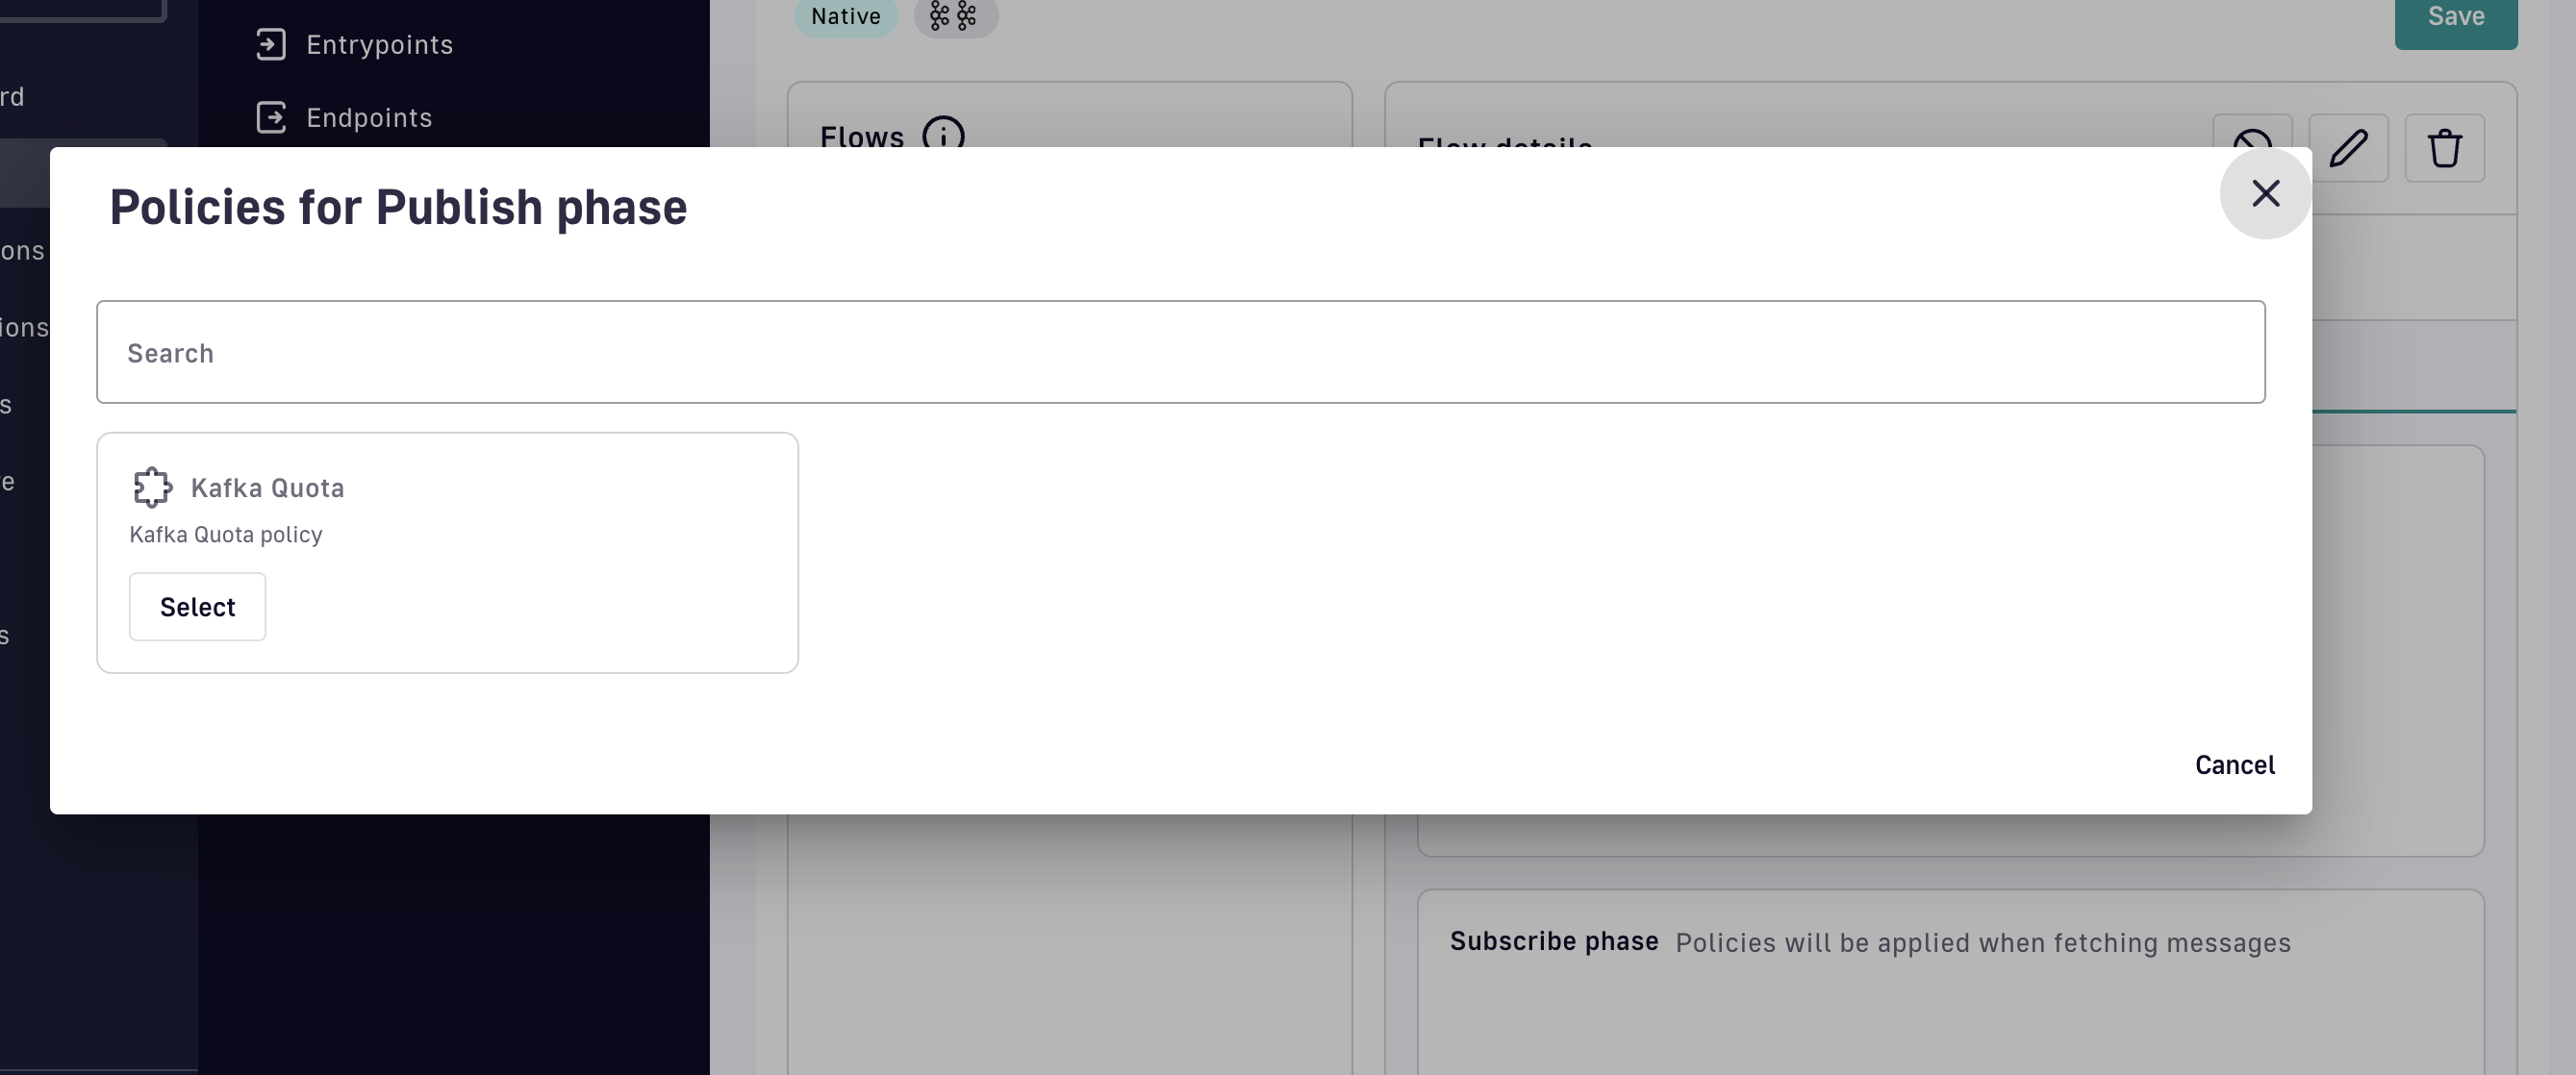 Native
Save
Entrypoints
rd
Endpoints
Flows
Flow details
Policies for Publish phase
ons
ions
Search
s
e
Kafka Quota
Kafka Quota policy
Select
s
Cancel
Subscribe phase Policies will be applied when fetching messages